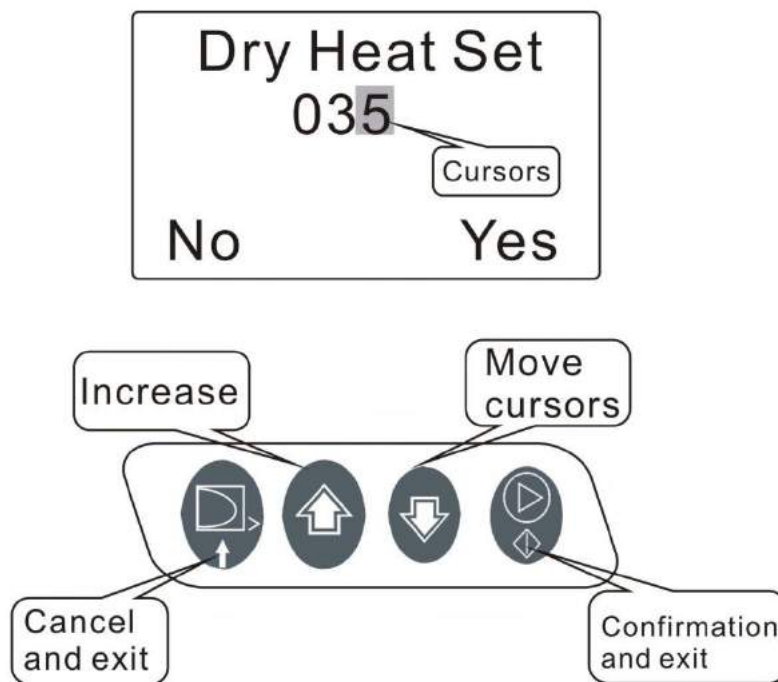 Dry Heat Set
035
Cursors
No Yes
Increase
Move
cursors
Cancel
and exit
Confirmation
and exit